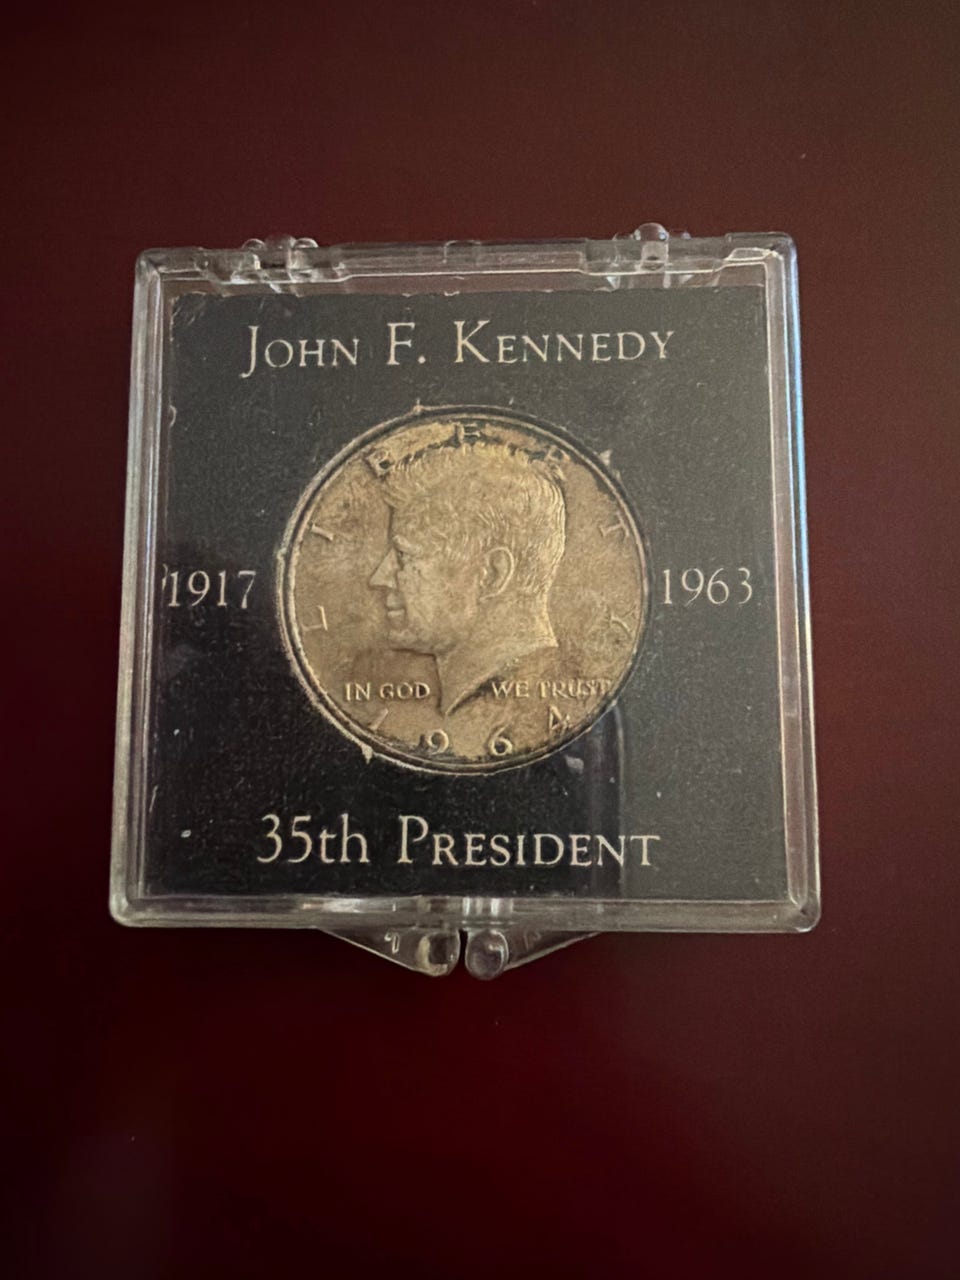 JOHN F. KENNEDY
LIBERTY
1917
1963
IN GOD WE TRUST
1964
35th PRESIDENT